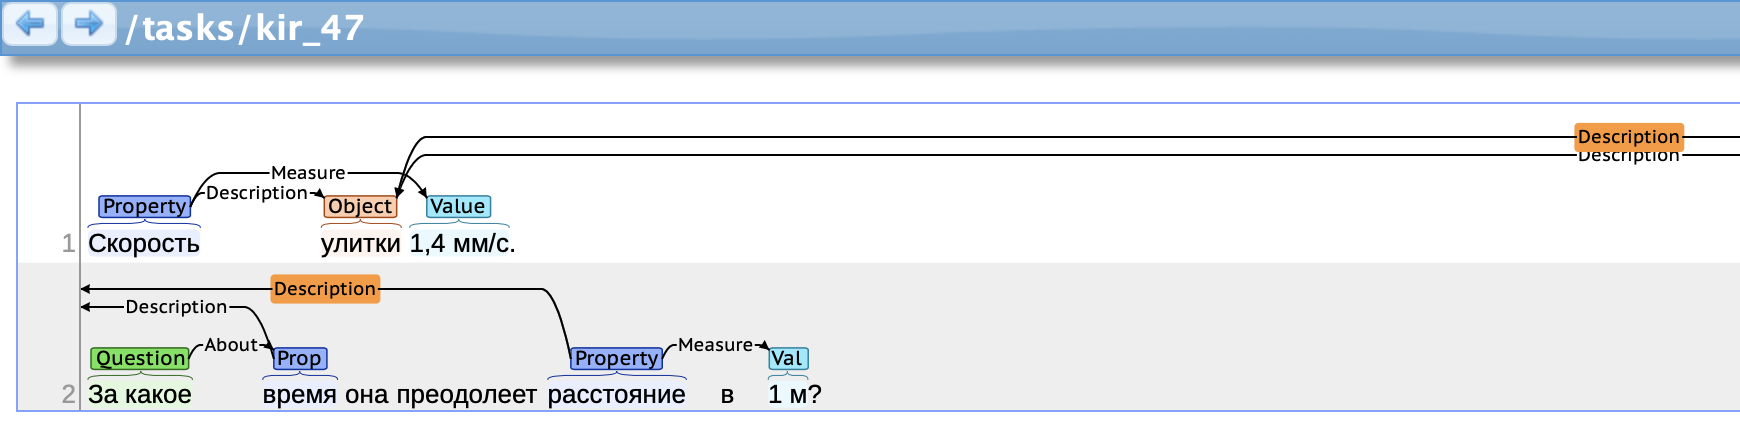 /tasks/kir_47
Description
Description
Measure
Description
Property Object Value
1 Скорость улитки 1,4 мм/с.
Description
Description
About Measure
Question Prop Property Val
2 За какое время она преодолеет расстояние в 1 м?